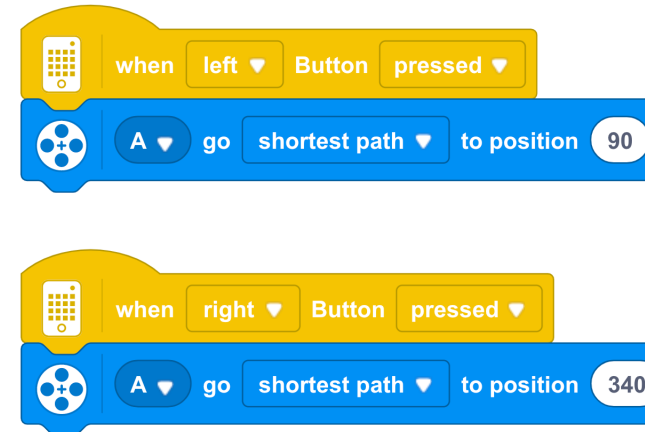 when left Button pressed
A go shortest path to position 90
when right Button pressed
A go shortest path to position 340